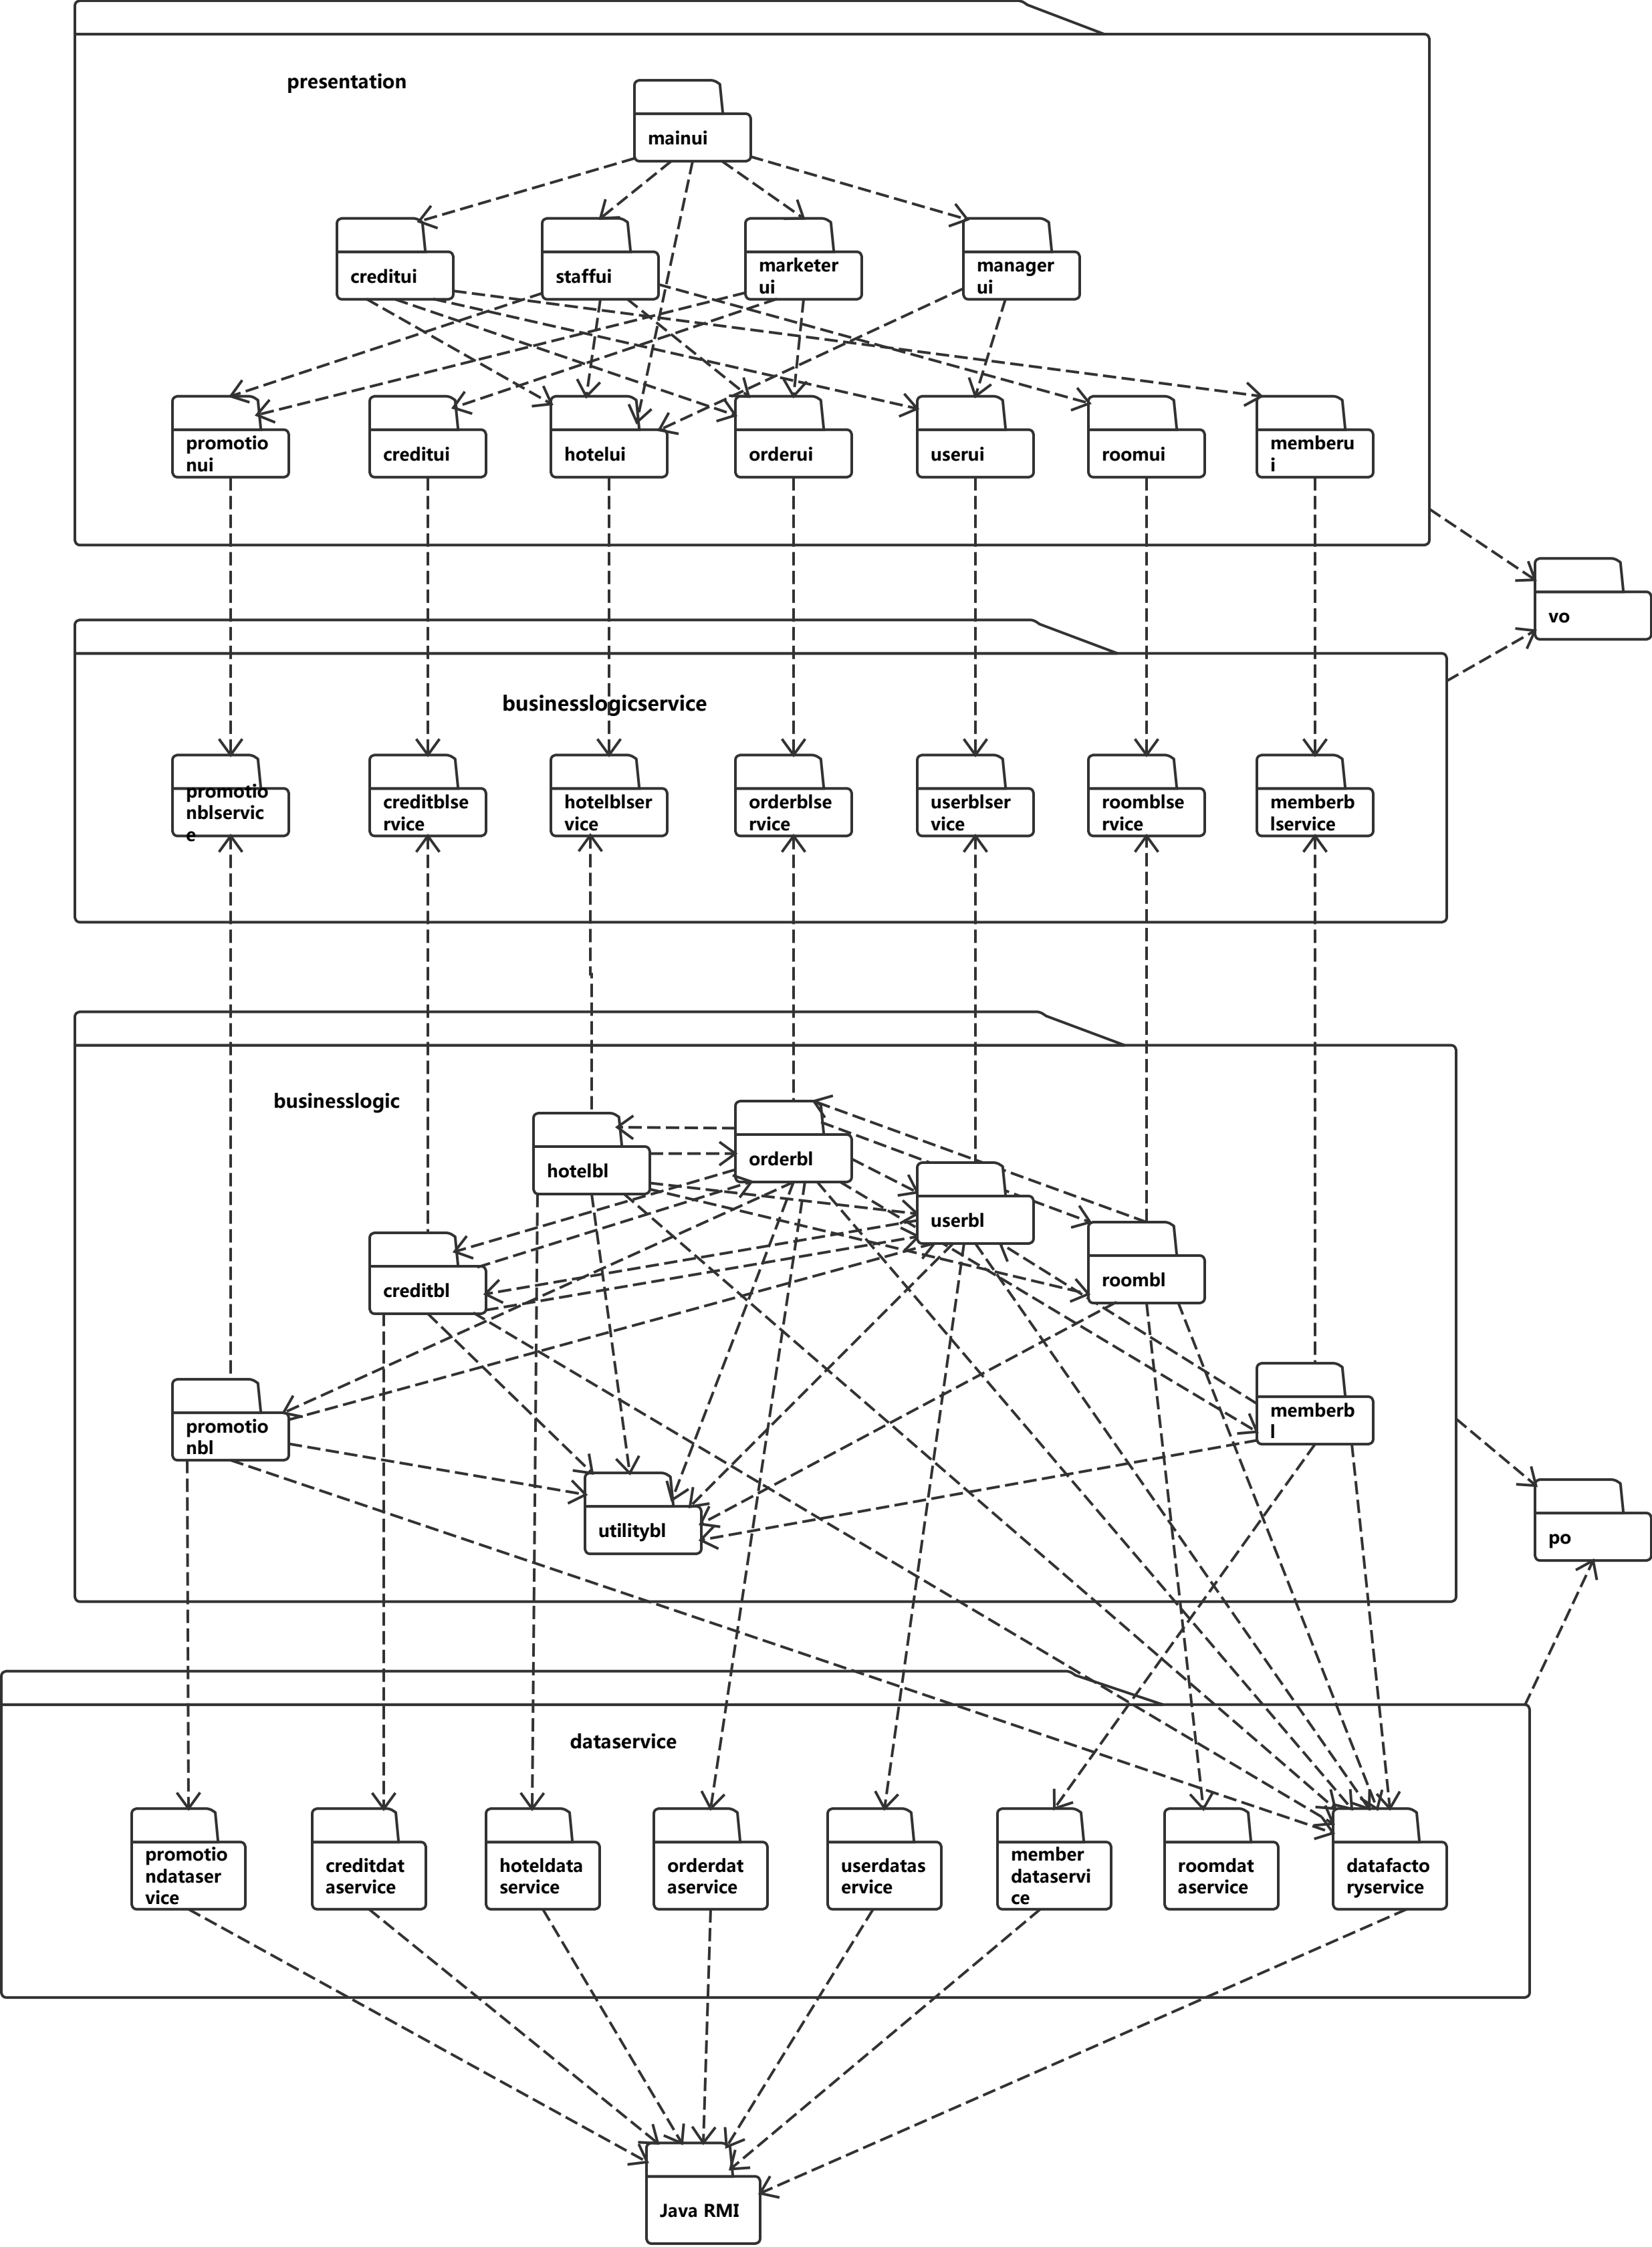 presentation
mainui
creditui
staffui
marketer
ui
manager
ui
promotio
nui
creditui
hotelui
orderui
userui
roomui
memberu
i
vo
businesslogicservice
promotio
nblservic
e
creditblse
rvice
hotelblser
vice
orderblse
rvice
userblser
vice
roomblse
rvice
memberb
lservice
businesslogic
hotelbl
orderbl
userbl
creditbl
roombl
promotio
nbl
memberb
l
utilitybl
po
dataservice
promotio
ndataser
vice
creditdat
aservice
hoteldata
service
orderdat
aservice
userdatas
ervice
member
dataservi
ce
roomdat
aservice
datafacto
ryservice
Java RMI